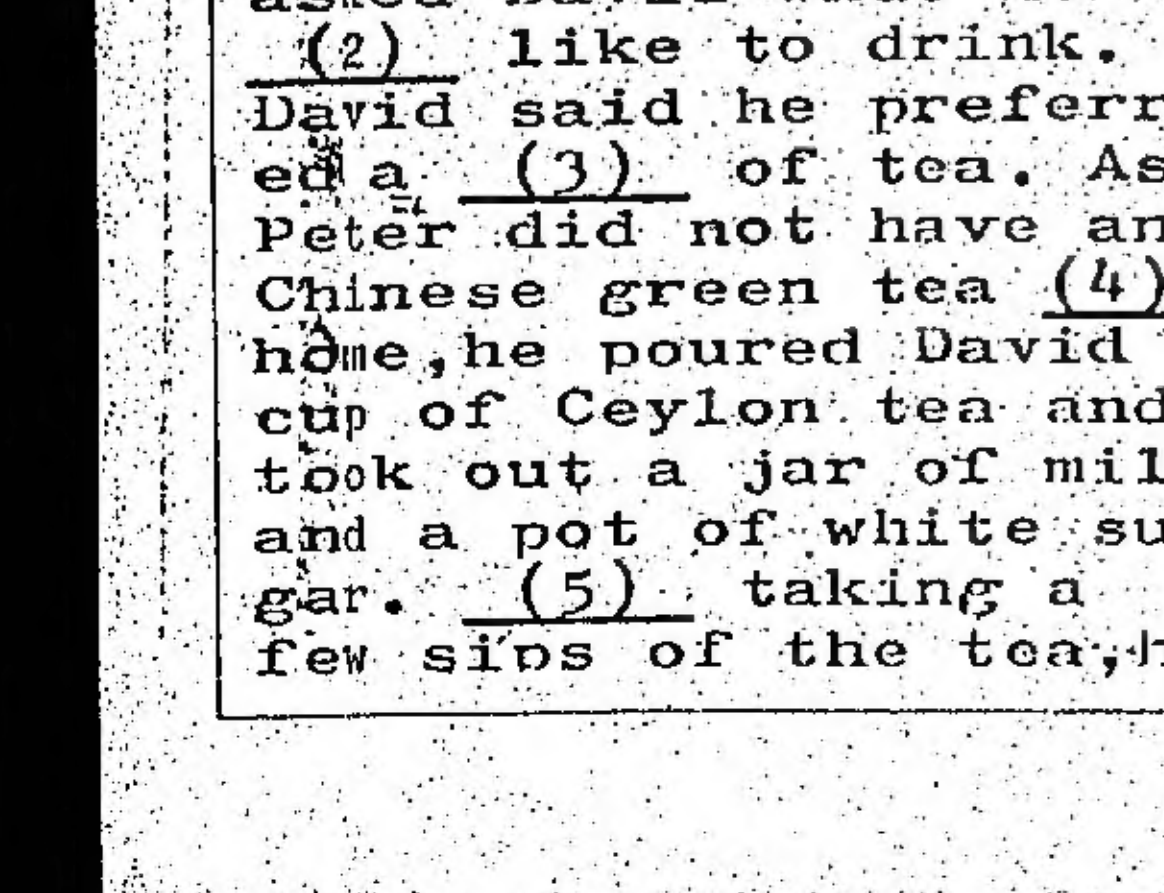 (2) like to drink.
David said he preferr
ed a (3) of tea. As
Peter did not have an
Chinese green tea (4)
home, he poured David
cup of Ceylon tea and
took out a jar of mil
and a pot of white su
gar. (5) taking a
few sips of the tea, h